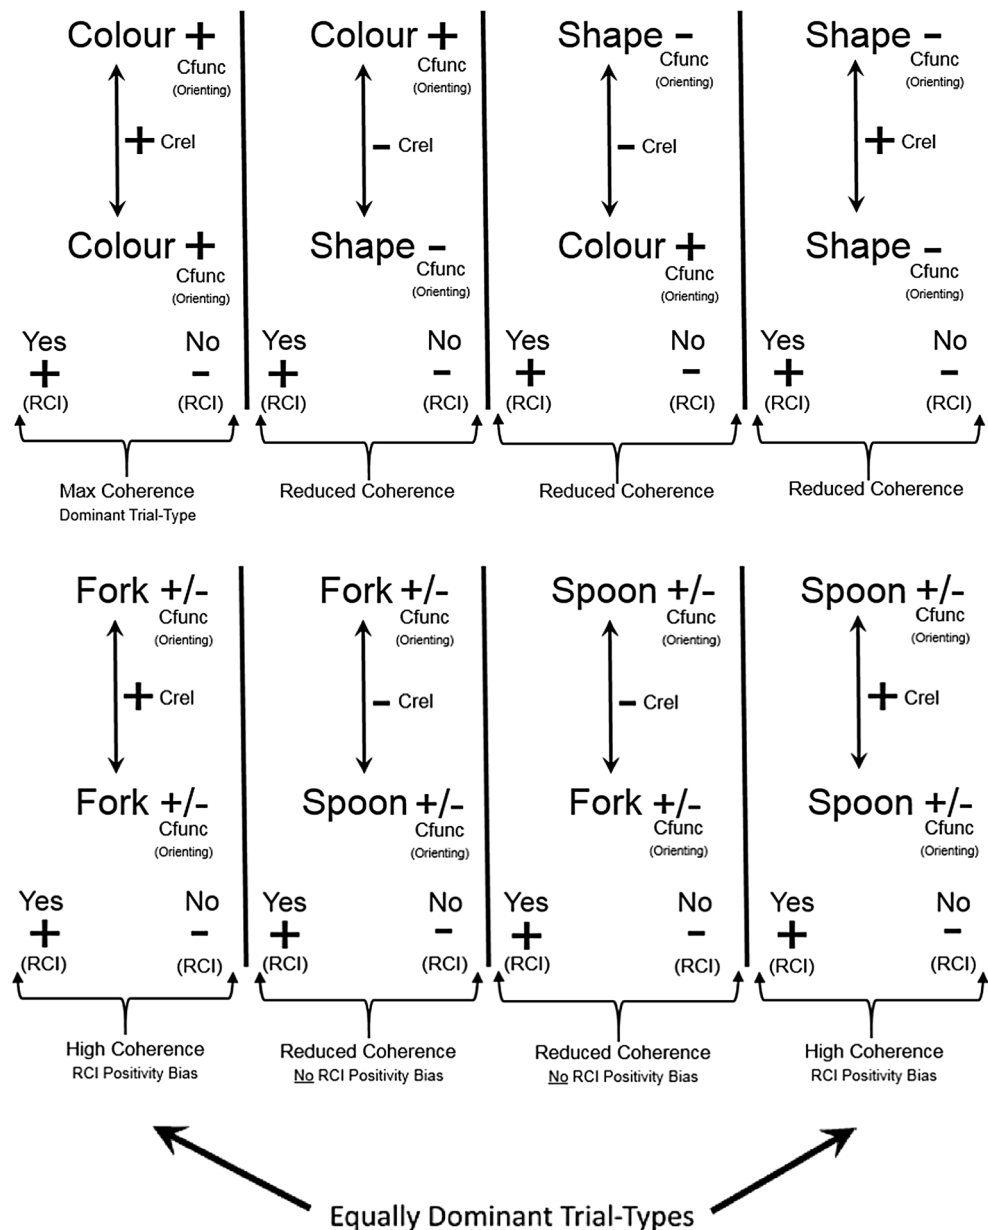 Colour + Colour + Shape - Shape -
Cfunc Cfunc Cfunc Cfunc
(Orienting) (Orienting) (Orienting) (Orienting)
+ Crel - Crel - Crel + Crel
Colour + Shape - Colour + Shape -
Cfunc Cfunc Cfunc Cfunc
(Orienting) (Orienting) (Orienting) (Orienting)
Yes No Yes No Yes No Yes No
+ - + - + - + -
(RCI) (RCI) (RCI) (RCI) (RCI) (RCI) (RCI) (RCI)
Max Coherence Reduced Coherence Reduced Coherence Reduced Coherence
Dominant Trial-Type
Fork +/- Fork +/- Spoon +/- Spoon +/-
Cfunc Cfunc Cfunc Cfunc
(Orienting) (Orienting) (Orienting) (Orienting)
+ Crel - Crel - Crel + Crel
Fork +/- Spoon +/- Fork +/- Spoon +/-
Cfunc Cfunc Cfunc Cfunc
(Orienting) (Orienting) (Orienting) (Orienting)
Yes No Yes No Yes No Yes No
+ - + - + - + -
(RCI) (RCI) (RCI) (RCI) (RCI) (RCI) (RCI) (RCI)
High Coherence Reduced Coherence Reduced Coherence High Coherence
RCI Positivity Bias No RCI Positivity Bias No RCI Positivity Bias RCI Positivity Bias
Equally Dominant Trial-Types